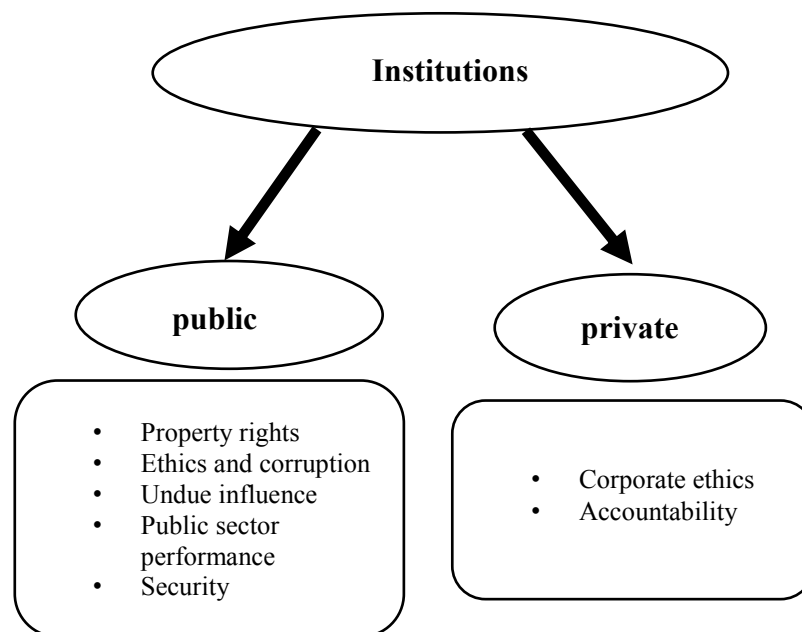 Institutions
public
private
• Property rights
• Ethics and corruption
• Undue influence
• Public sector
performance
• Security
• Corporate ethics
• Accountability